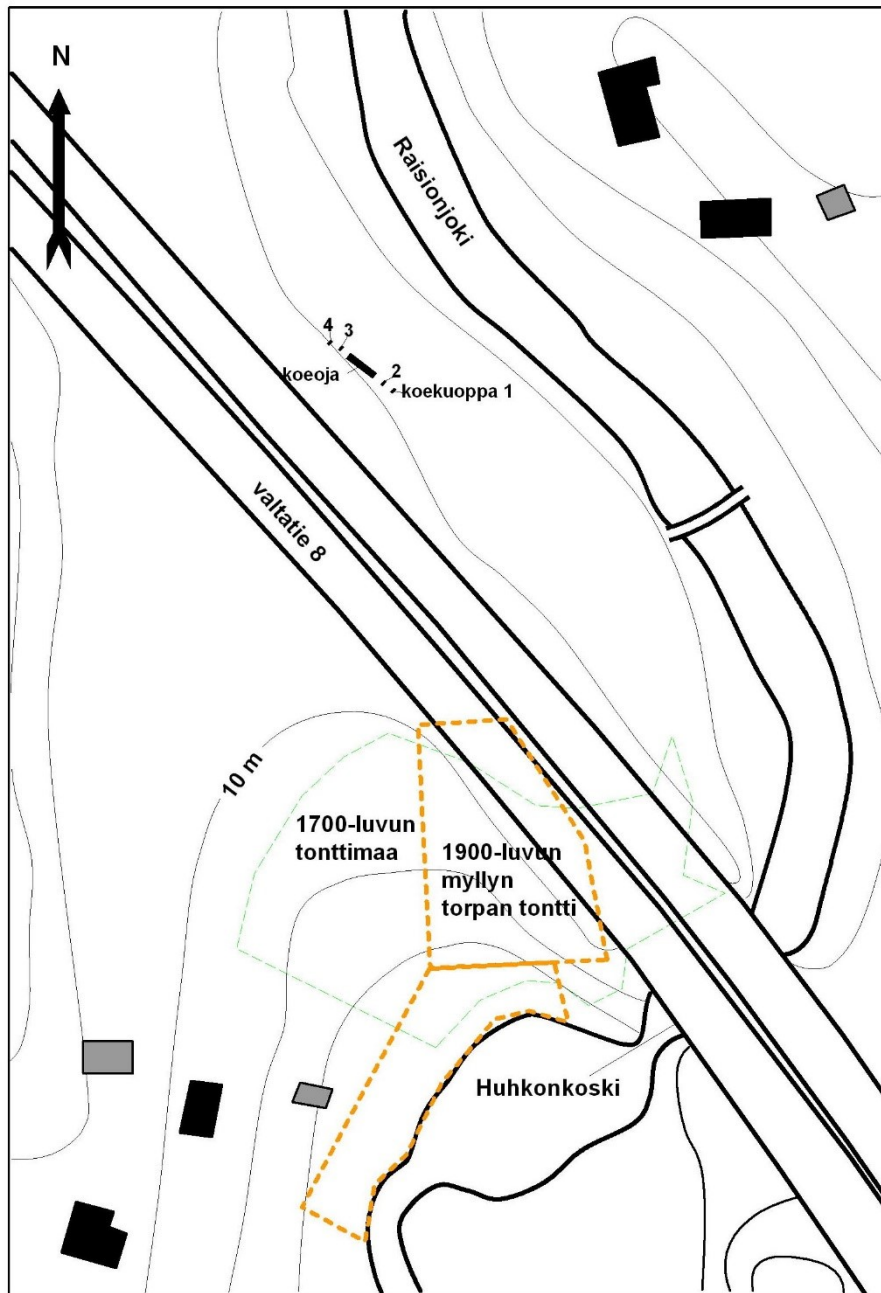 N
Raisionjoki
4
3
2
koeoja
koekuoppa 1
valtatie 8
10 m
1700-luvun
tonttimaa
1900-luvun
myllyn
torpan tontti
Huhkonkoski